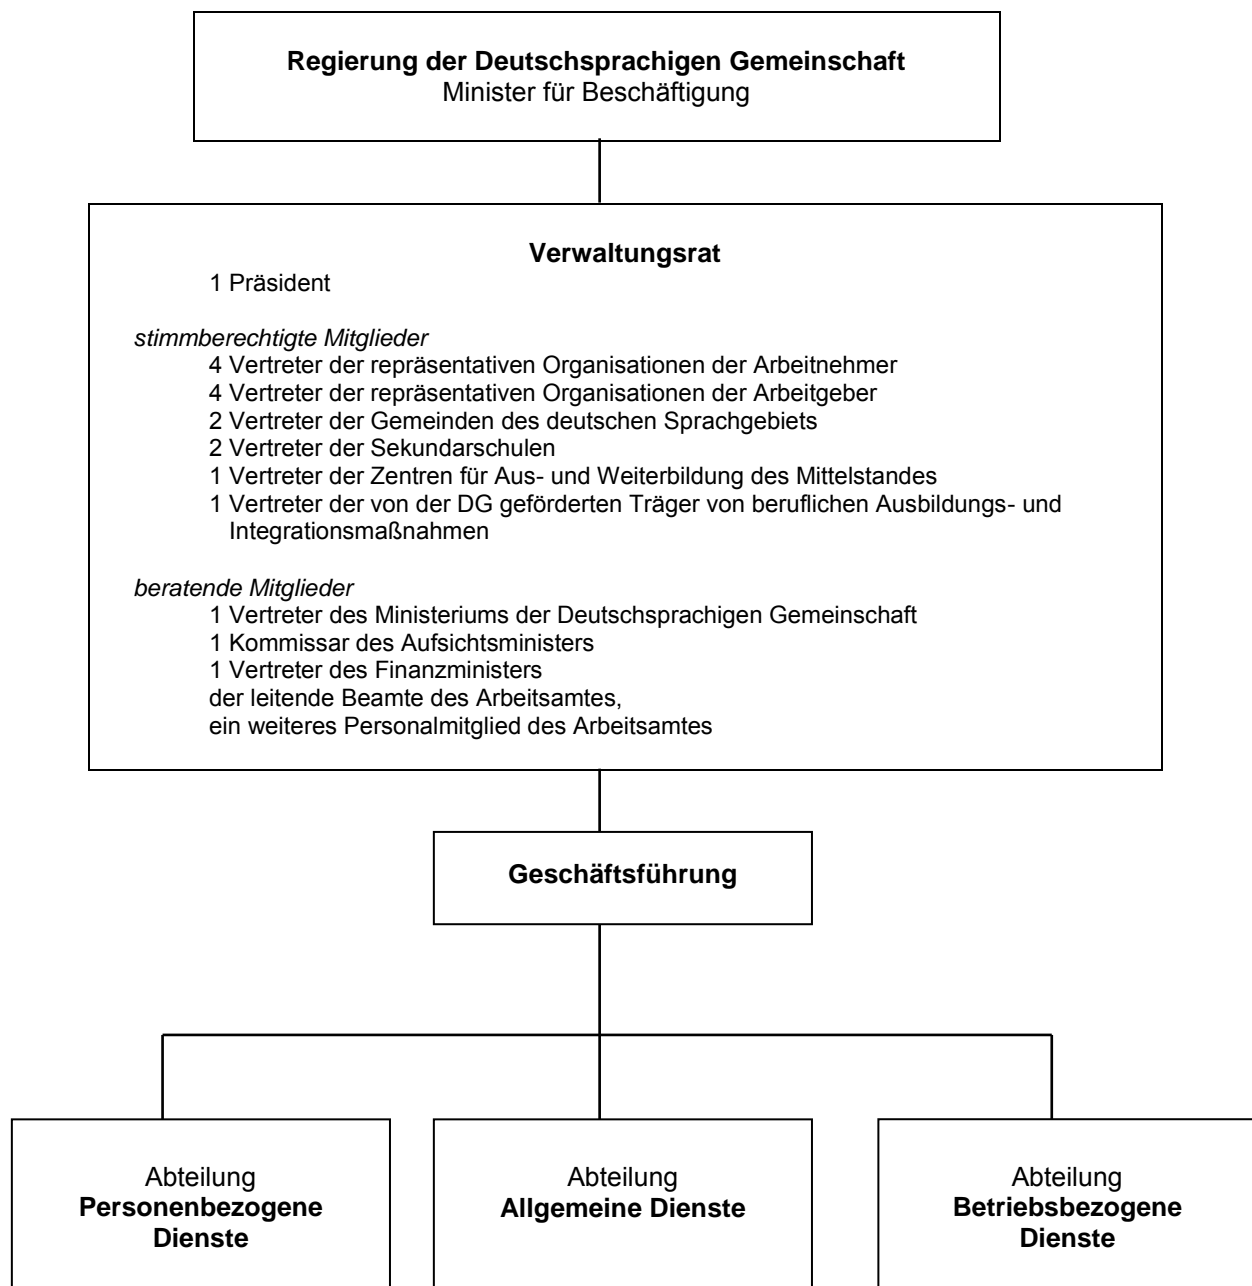 Regierung der Deutschsprachigen Gemeinschaft
Minister für Beschäftigung
Verwaltungsrat
1 Präsident
stimmberechtigte Mitglieder
4 Vertreter der repräsentativen Organisationen der Arbeitnehmer
4 Vertreter der repräsentativen Organisationen der Arbeitgeber
2 Vertreter der Gemeinden des deutschen Sprachgebiets
2 Vertreter der Sekundarschulen
1 Vertreter der Zentren für Aus- und Weiterbildung des Mittelstandes
1 Vertreter der von der DG geförderten Träger von beruflichen Ausbildungs- und
Integrationsmaßnahmen
beratende Mitglieder
1 Vertreter des Ministeriums der Deutschsprachigen Gemeinschaft
1 Kommissar des Aufsichtsministers
1 Vertreter des Finanzministers
der leitende Beamte des Arbeitsamtes,
ein weiteres Personalmitglied des Arbeitsamtes
Geschäftsführung
Abteilung
Personenbezogene
Dienste
Abteilung
Allgemeine Dienste
Abteilung
Betriebsbezogene
Dienste